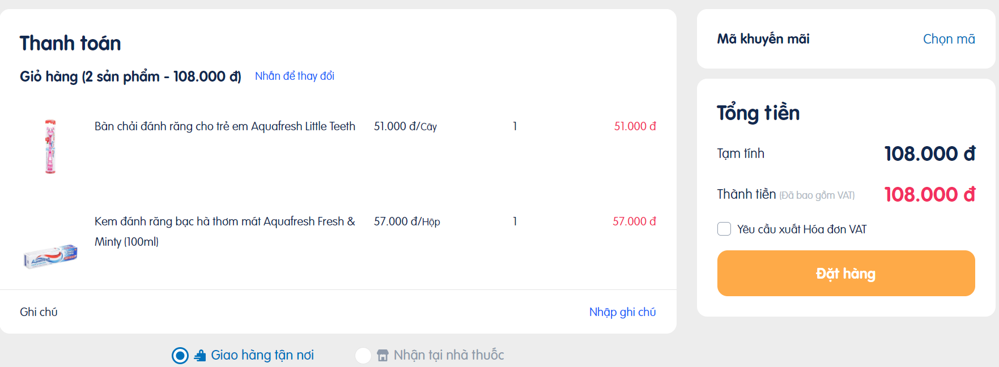 Thanh toán
Giỏ hàng (2 sản phẩm - 108.000 đ) Nhấn để thay đổi
Bàn chải đánh răng cho trẻ em Aquafresh Little Teeth 51.000 đ/Cây 1 51.000 đ
Kem đánh răng bạc hà thơm mát Aquafresh Fresh & 57.000 đ/Hộp 1 57.000 đ
Minty (100ml)
Aquafresh
Ghi chú Nhập ghi chú
Giao hàng tận nơi Nhận tại nhà thuốc
Mã khuyến mãi Chọn mã
Tổng tiền
Tạm tính 108.000 đ
Thành tiền (Đã bao gồm VAT) 108.000 đ
Yêu cầu xuất Hóa đơn VAT
Đặt hàng